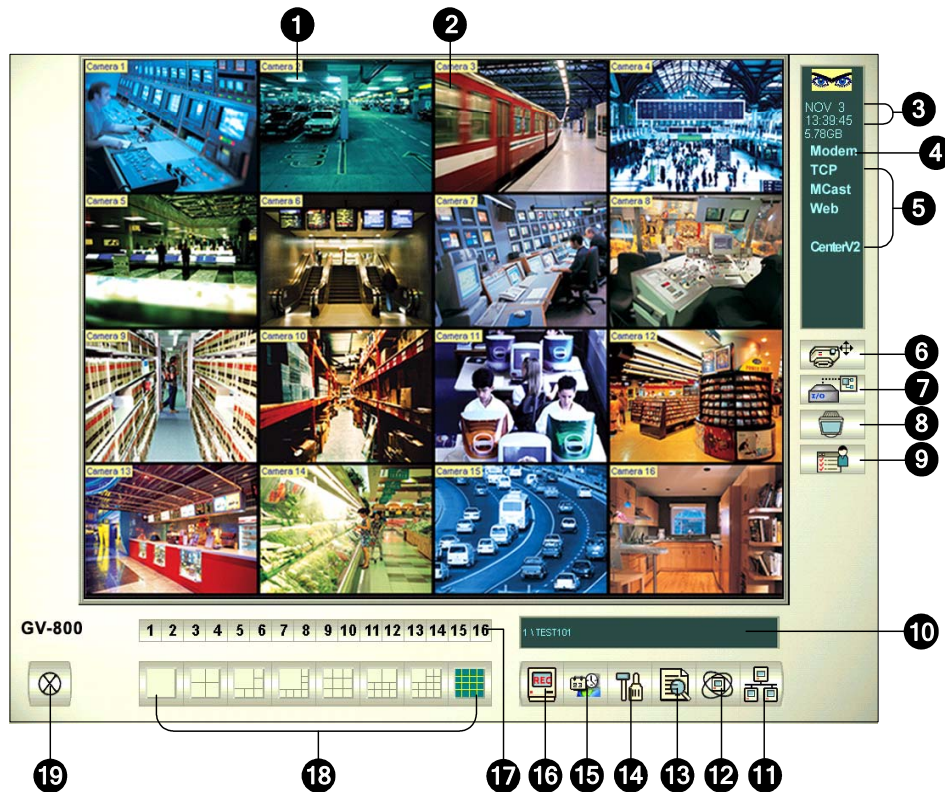 1 2
Camera 1 Camera 2 Camera 3 Camera 4
NOV 3
13:39:45
5.78GB
3
Modem
4
TCP
MCast
Web
CenterV2
5
Camera 5 Camera 6 Camera 7 Camera 8
Camera 9 Camera 10 Camera 11 Camera 12
6
I/O
7
8
9
Camera 13 Camera 14 Camera 15 Camera 16
GV-800
1 2 3 4 5 6 7 8 9 10 11 12 13 14 15 16
1 \ TEST101
10
REC
19 18 17 16 15 14 13 12 11